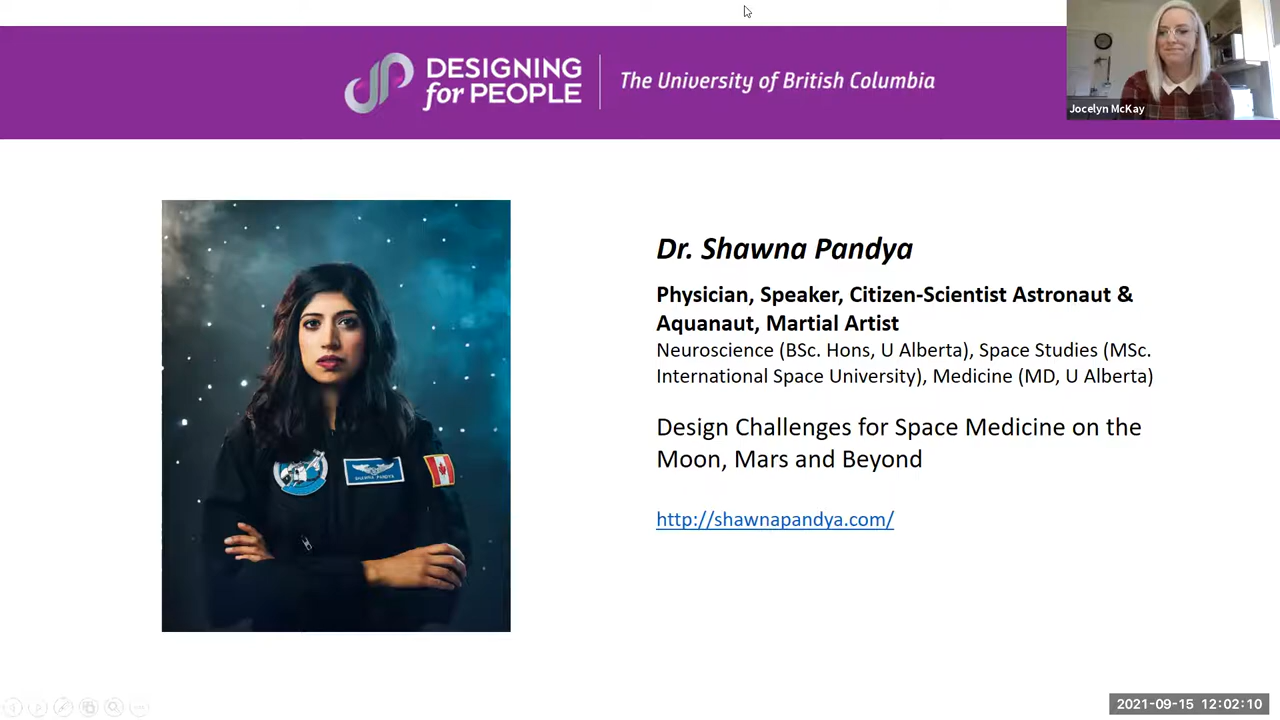 DESIGNING
for PEOPLE
The University of British Columbia
Jocelyn McKay
Dr. Shawna Pandya
Physician, Speaker, Citizen-Scientist Astronaut &
Aquanaut, Martial Artist
Neuroscience (BSc. Hons, U Alberta), Space Studies (MSc.
International Space University), Medicine (MD, U Alberta)
Design Challenges for Space Medicine on the
Moon, Mars and Beyond
http://shawnapandya.com/
SHAWNA PANDYA
2021-09-15 12:02:10